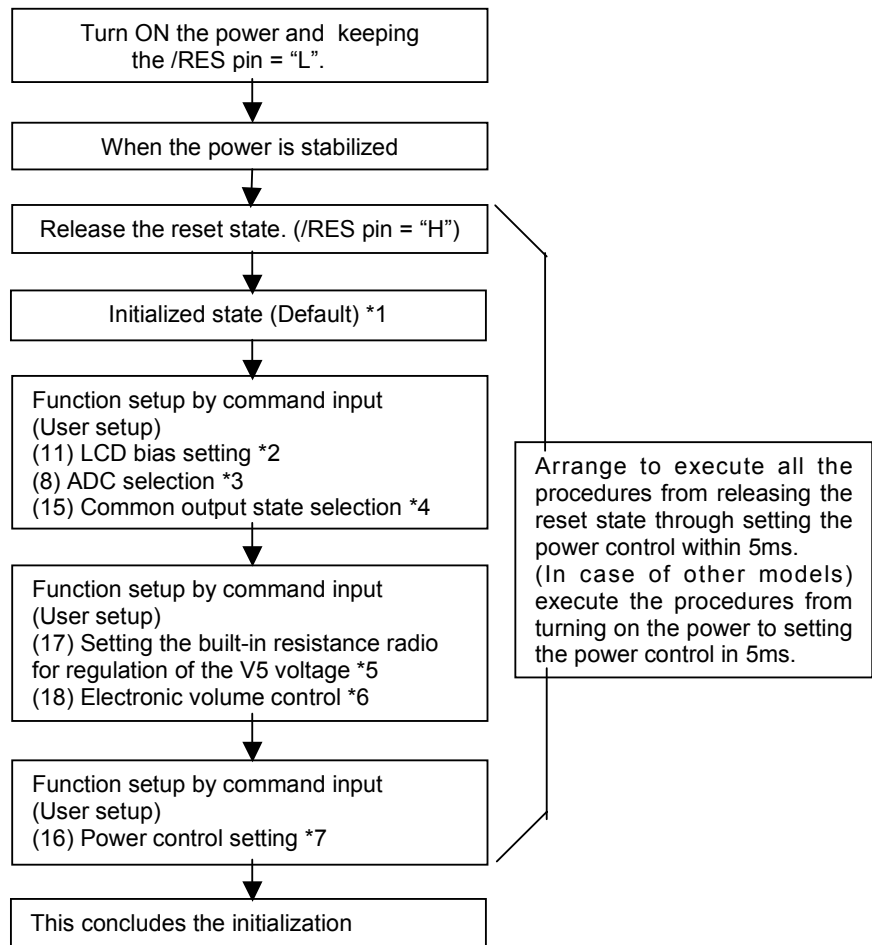 Turn ON the power and keeping
the /RES pin = “L”.
When the power is stabilized
Release the reset state. (/RES pin = “H”)
Initialized state (Default) *1
Function setup by command input
(User setup)
(11) LCD bias setting *2
(8) ADC selection *3
(15) Common output state selection *4
Function setup by command input
(User setup)
(17) Setting the built-in resistance radio
for regulation of the V5 voltage *5
(18) Electronic volume control *6
Function setup by command input
(User setup)
(16) Power control setting *7
This concludes the initialization
Arrange to execute all the
procedures from releasing the
reset state through setting the
power control within 5ms.
(In case of other models)
execute the procedures from
turning on the power to setting
the power control in 5ms.